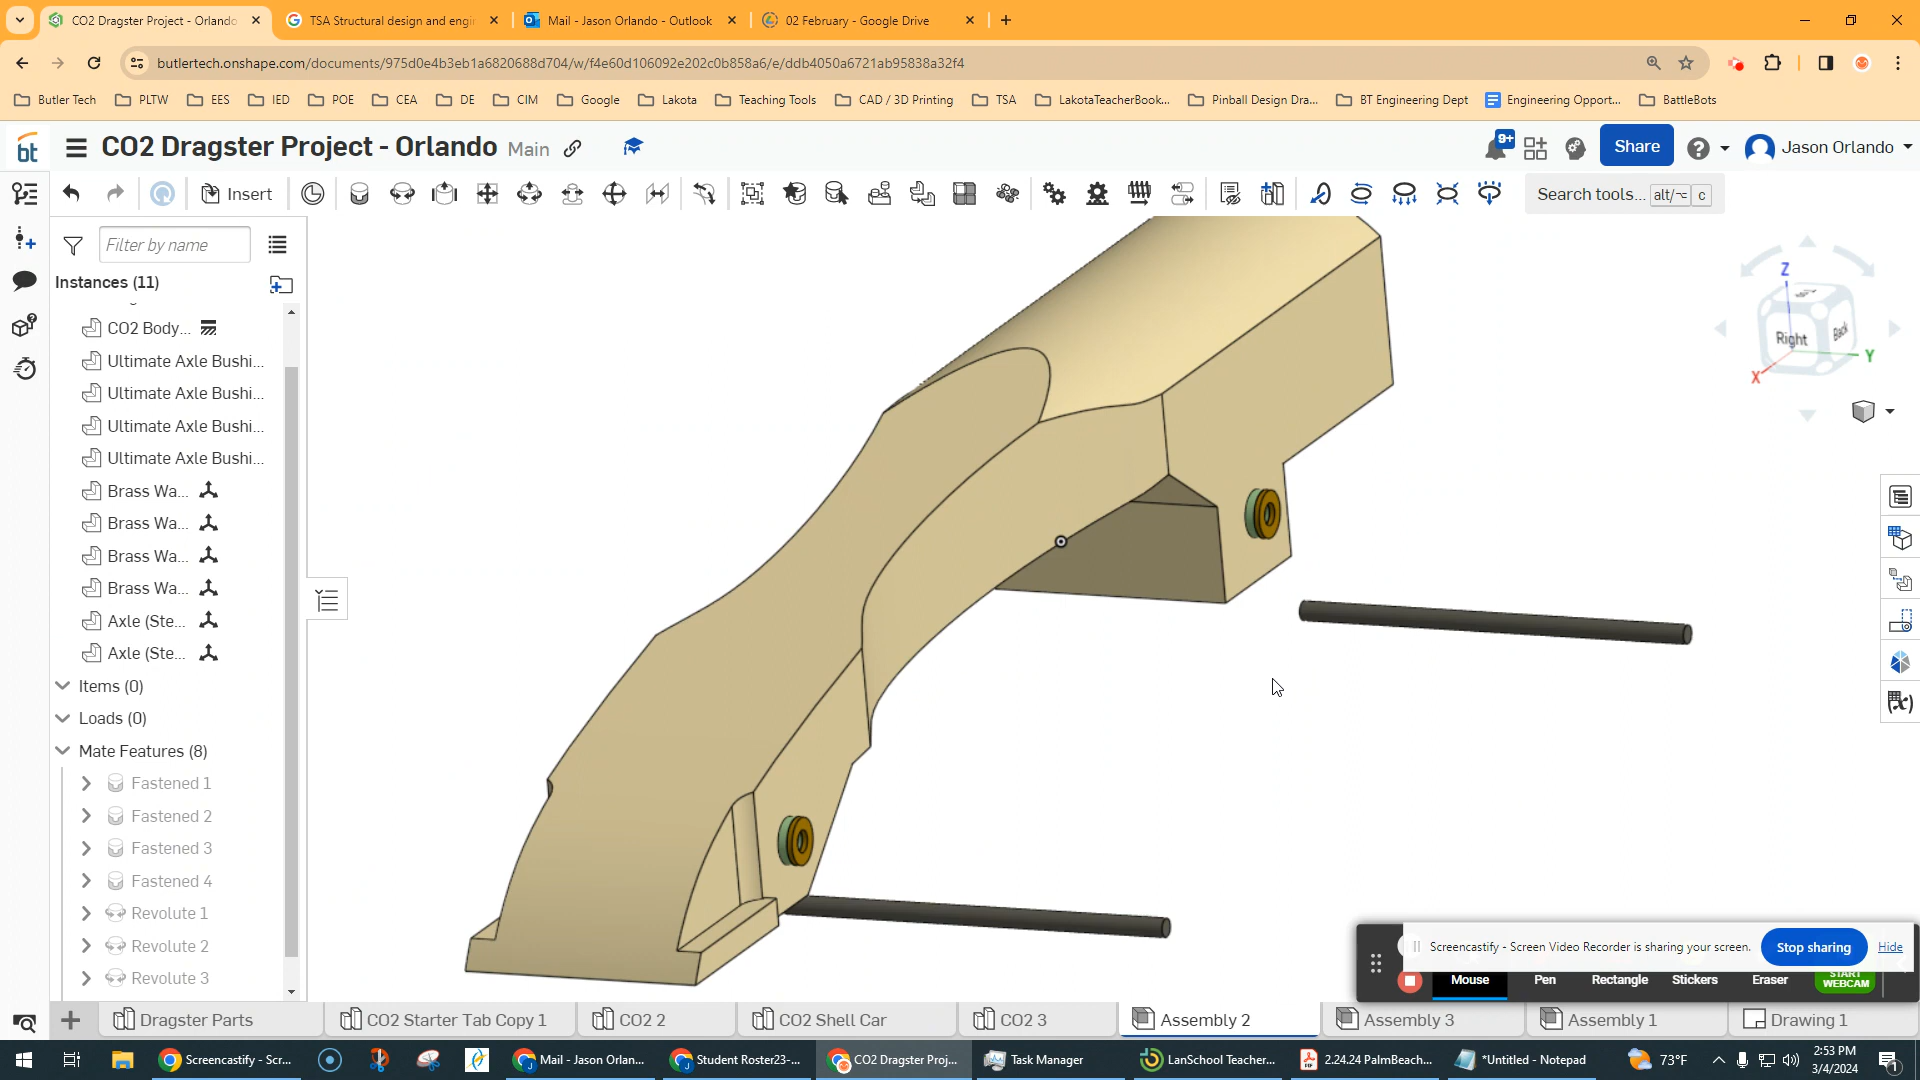 CO2 Dragster Project - Orlando
TSA Structural design and engin
Mail - Jason Orlando - Outlook
02 February - Google Drive
butlertech.onshape.com/documents/975d0e4b3eb1a6820688d704/w/f4e60d106092e202c0b858a6/e/ddb4050a6721ab95838a32f4
Butler Tech
PLTW
EES
IED
POE
CEA
DE
CIM
Google
Lakota
Teaching Tools
CAD / 3D Printing
TSA
LakotaTeacherBook...
Pinball Design Dra...
BT Engineering Dept
Engineering Opport...
BattleBots
bt
CO2 Dragster Project - Orlando Main
9+
Share
Jason Orlando
Insert
Search tools... alt/⌥ c
Filter by name
Instances (11)
CO2 Body...
Ultimate Axle Bushi...
Ultimate Axle Bushi...
Ultimate Axle Bushi...
Ultimate Axle Bushi...
Brass Wa...
Brass Wa...
Brass Wa...
Brass Wa...
Axle (Ste...
Axle (Ste...
Items (0)
Loads (0)
Mate Features (8)
Fastened 1
Fastened 2
Fastened 3
Fastened 4
Revolute 1
Revolute 2
Revolute 3
Z
Right
Back
Y
X
Screencastify - Screen Video Recorder is sharing your screen.
Stop sharing
Hide
Mouse
Pen
Rectangle
Stickers
Eraser
START
WEBCAM
Dragster Parts
CO2 Starter Tab Copy 1
CO2 2
CO2 Shell Car
CO2 3
Assembly 2
Assembly 3
Assembly 1
Drawing 1
Screencastify - Scr...
Mail - Jason Orlan...
Student Roster23-...
CO2 Dragster Proj...
Task Manager
LanSchool Teacher...
2.24.24 PalmBeach...
*Untitled - Notepad
73°F
2:53 PM
3/4/2024
1